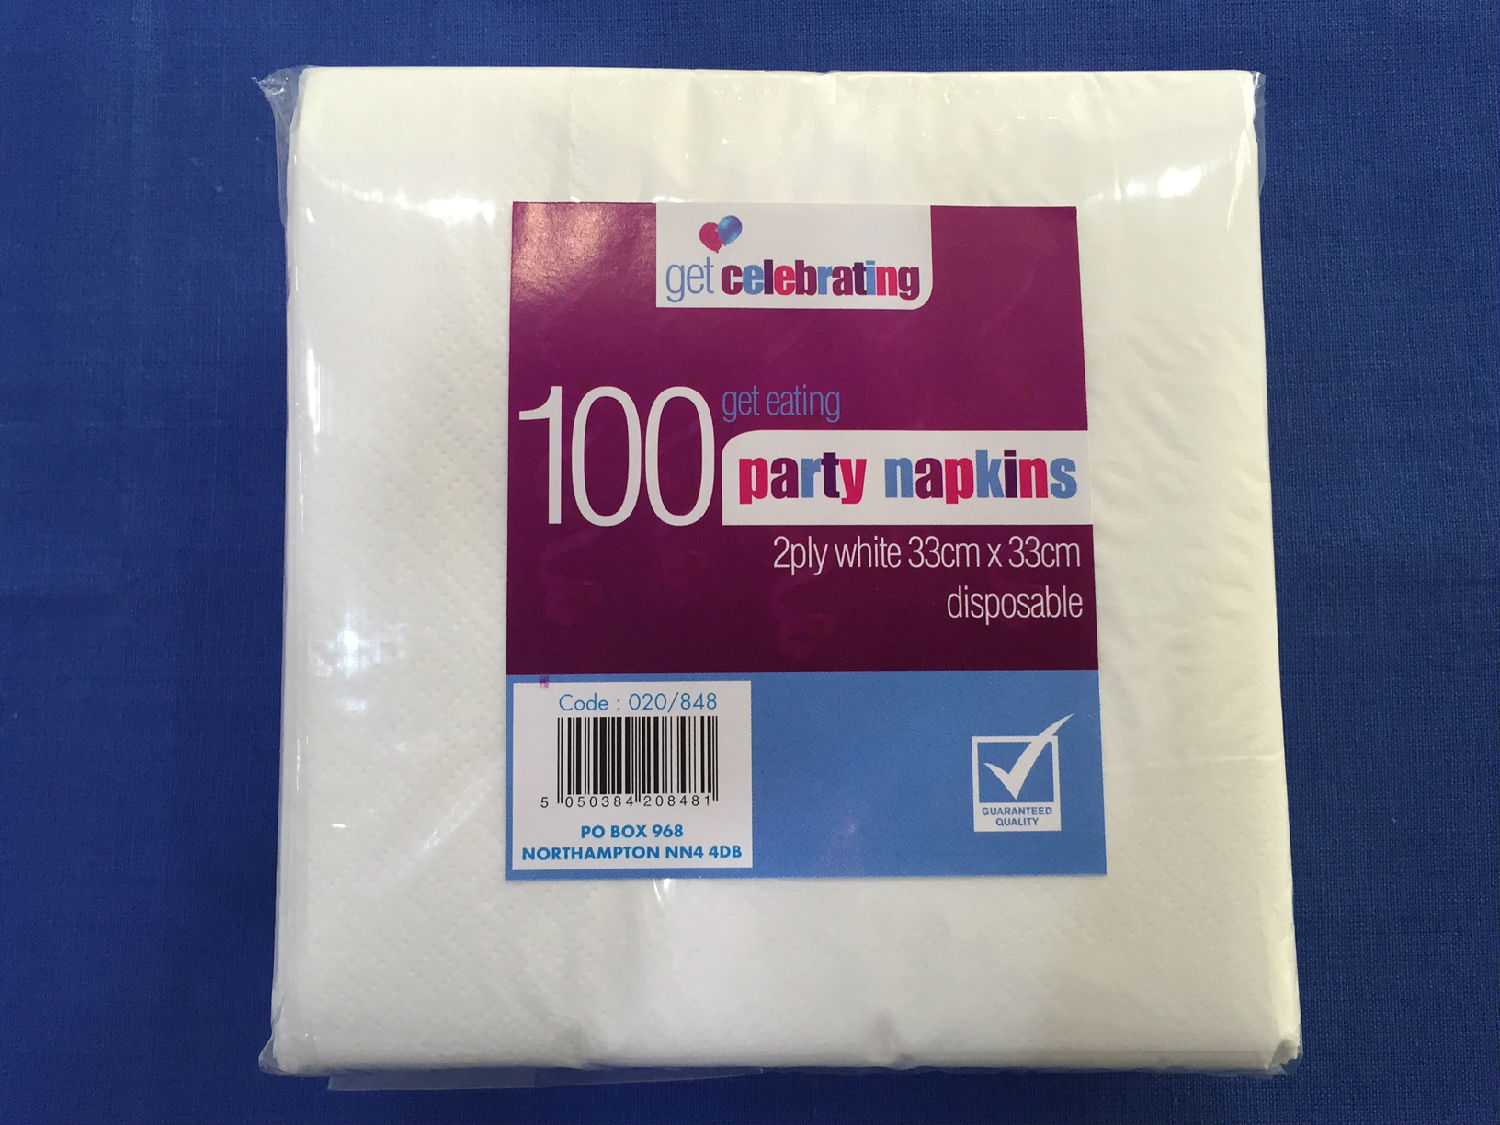 get celebrating
100
get eating
party napkins
2ply white 33cm x 33cm
disposable
Code : 020/848
5 050384 208481
PO BOX 968
NORTHAMPTON NN4 4DB
GUARANTEED
QUALITY